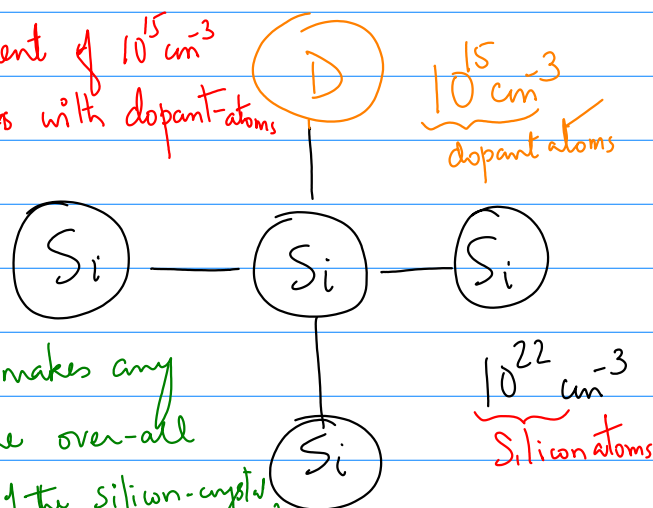 ent of 10^15 cm^-3
with dopant-atoms
D
10^15 cm^-3
dopant atoms
Si Si Si
makes any
10^22 cm^-3
over-all
Silicon atoms
Si
the silicon-crystal,